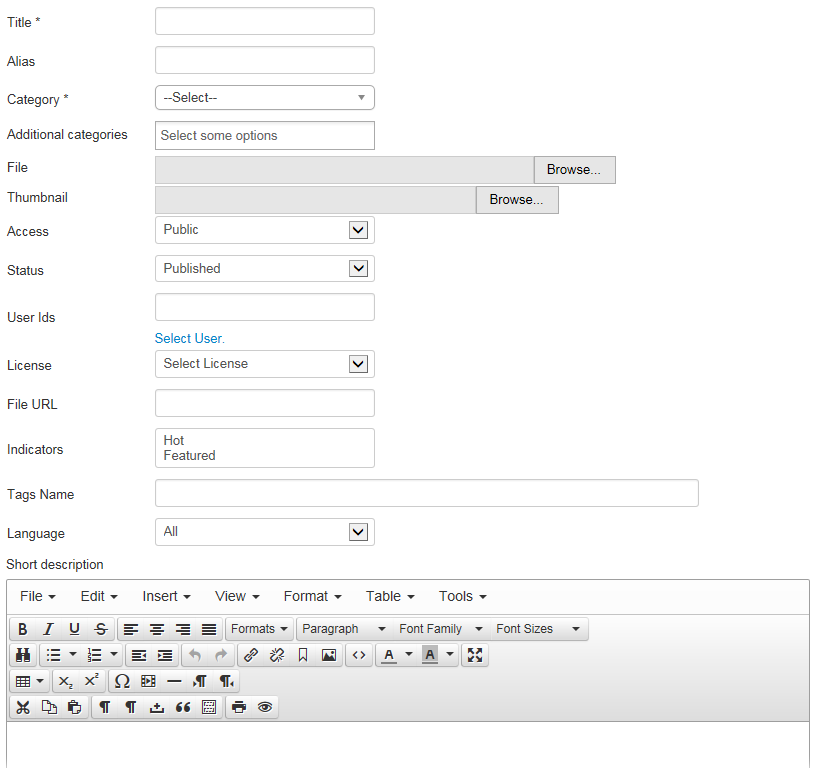 Title *
Alias
Category * --Select--
Additional categories Select some options
File Browse...
Thumbnail Browse...
Access Public
Status Published
User Ids
Select User.
License Select License
File URL
Indicators Hot
Featured
Tags Name
Language All
Short description
File Edit Insert View Format Table Tools
B I U S Formats Paragraph Font Family Font Sizes
A A
X2 X2 Ω